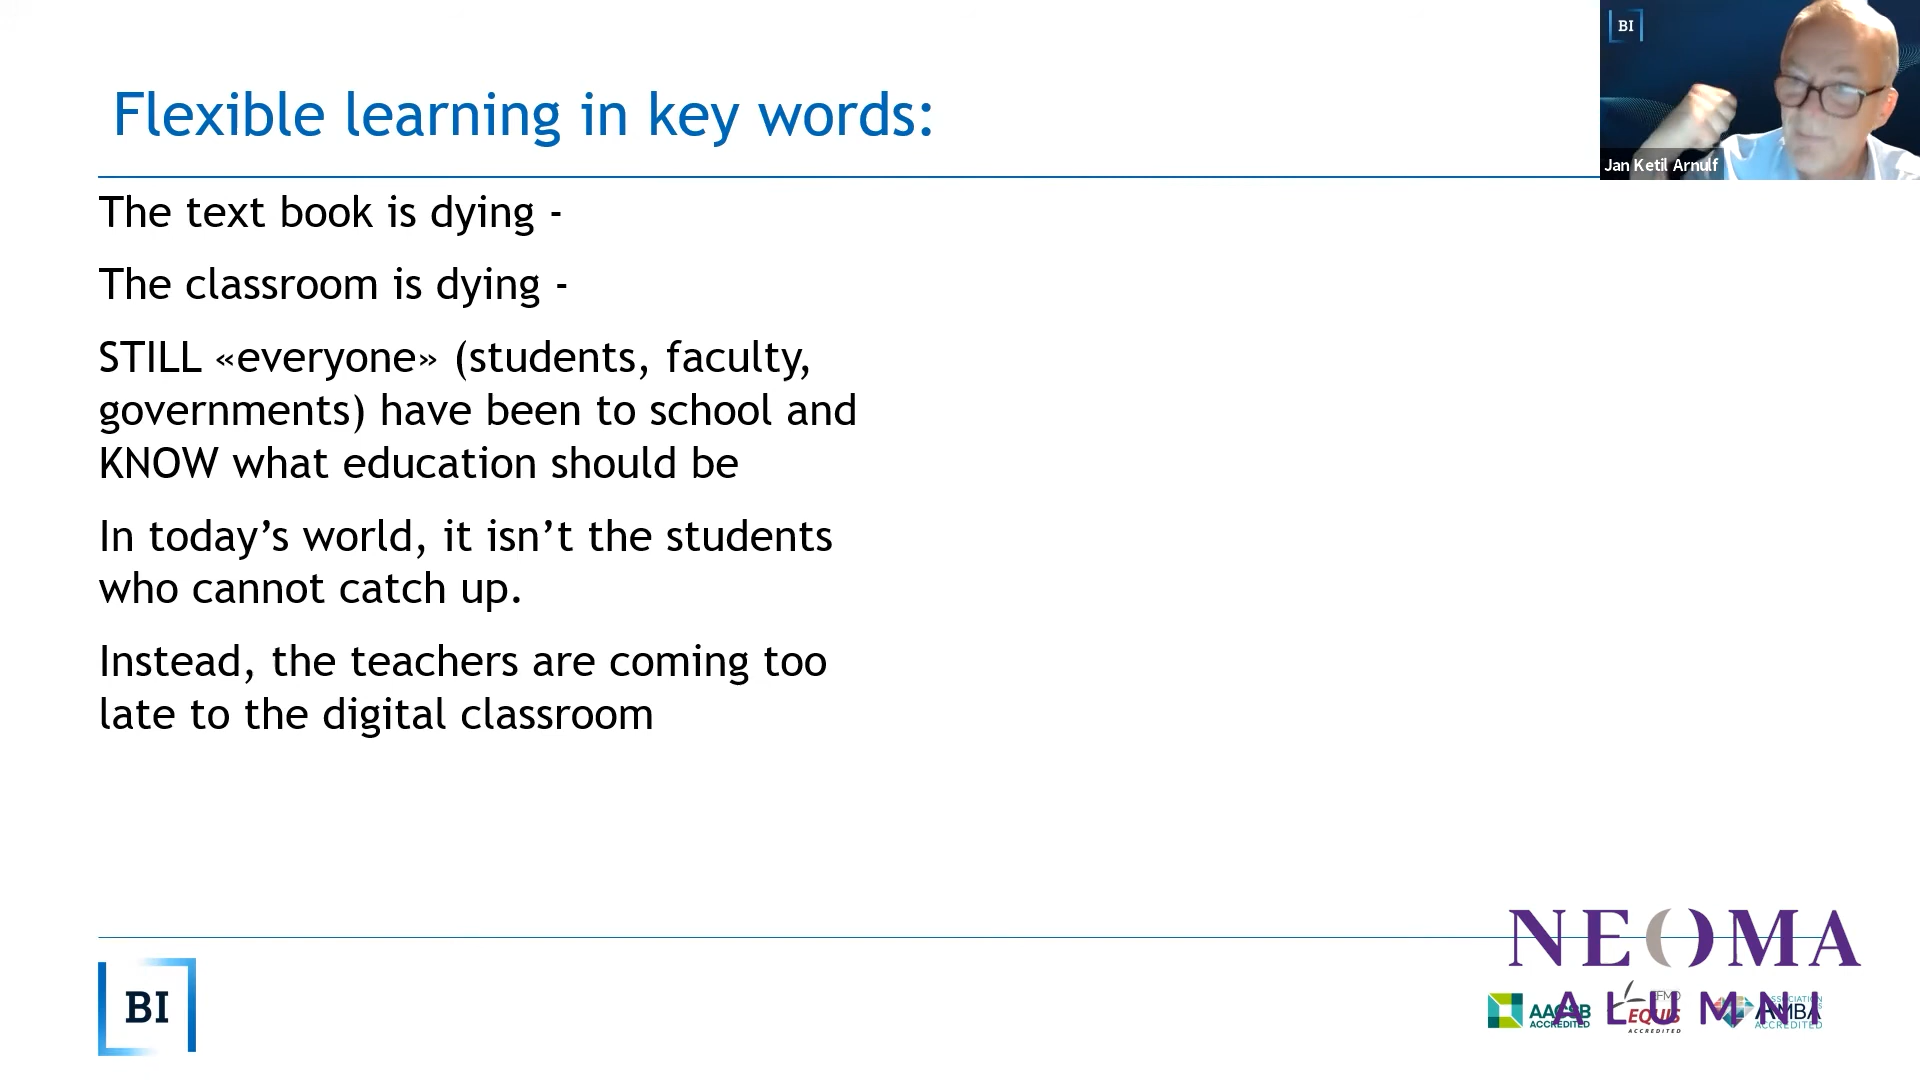 BI
Jan Ketil Arnulf
Flexible learning in key words:
The text book is dying -
The classroom is dying -
STILL «everyone» (students, faculty,
governments) have been to school and
KNOW what education should be
In today’s world, it isn’t the students
who cannot catch up.
Instead, the teachers are coming too
late to the digital classroom
BI
NEOMA
ALUMNI
AACSB
ACCREDITED
EFMD
EQUIS
ACCREDITED
ASSOCIATION
AMBA
ACCREDITED